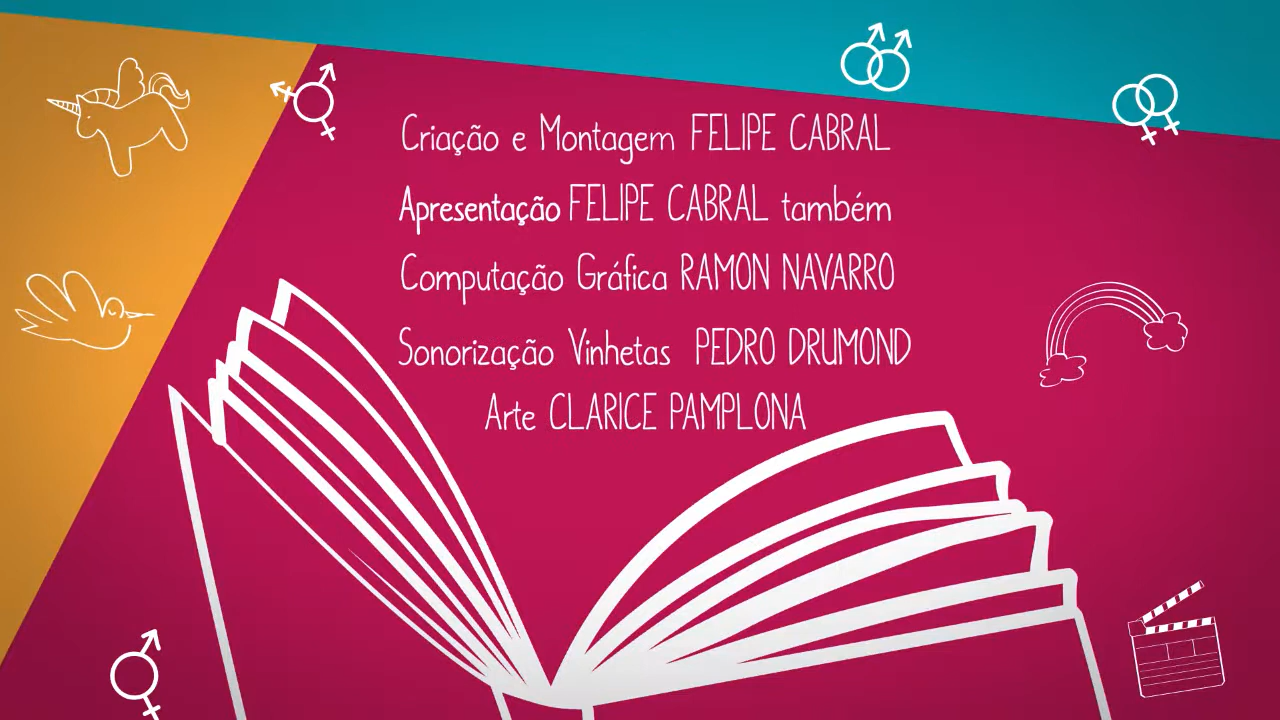 Criação e Montagem FELIPE CABRAL
Apresentação FELIPE CABRAL também
Computação Gráfica RAMON NAVARRO
Sonorização Vinhetas PEDRO DRUMOND
Arte CLARICE PAMPLONA